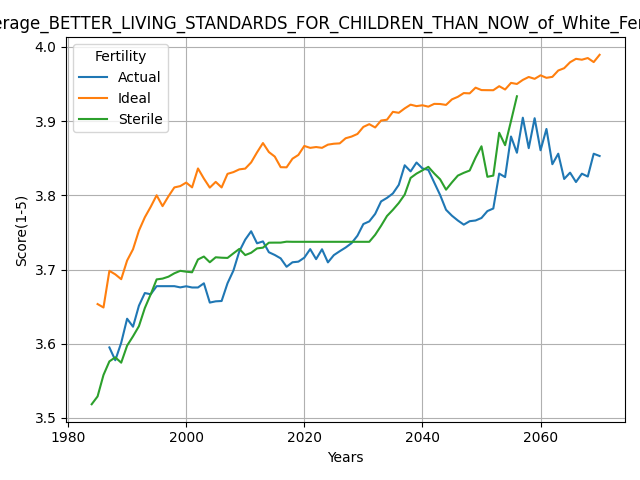 erage_BETTER_LIVING_STANDARDS_FOR_CHILDREN_THAN_NOW_of_White_Fer
4.0
3.9
3.8
3.7
3.6
3.5
Score(1-5)
Fertility
Actual
Ideal
Sterile
1980 2000 2020 2040 2060
Years